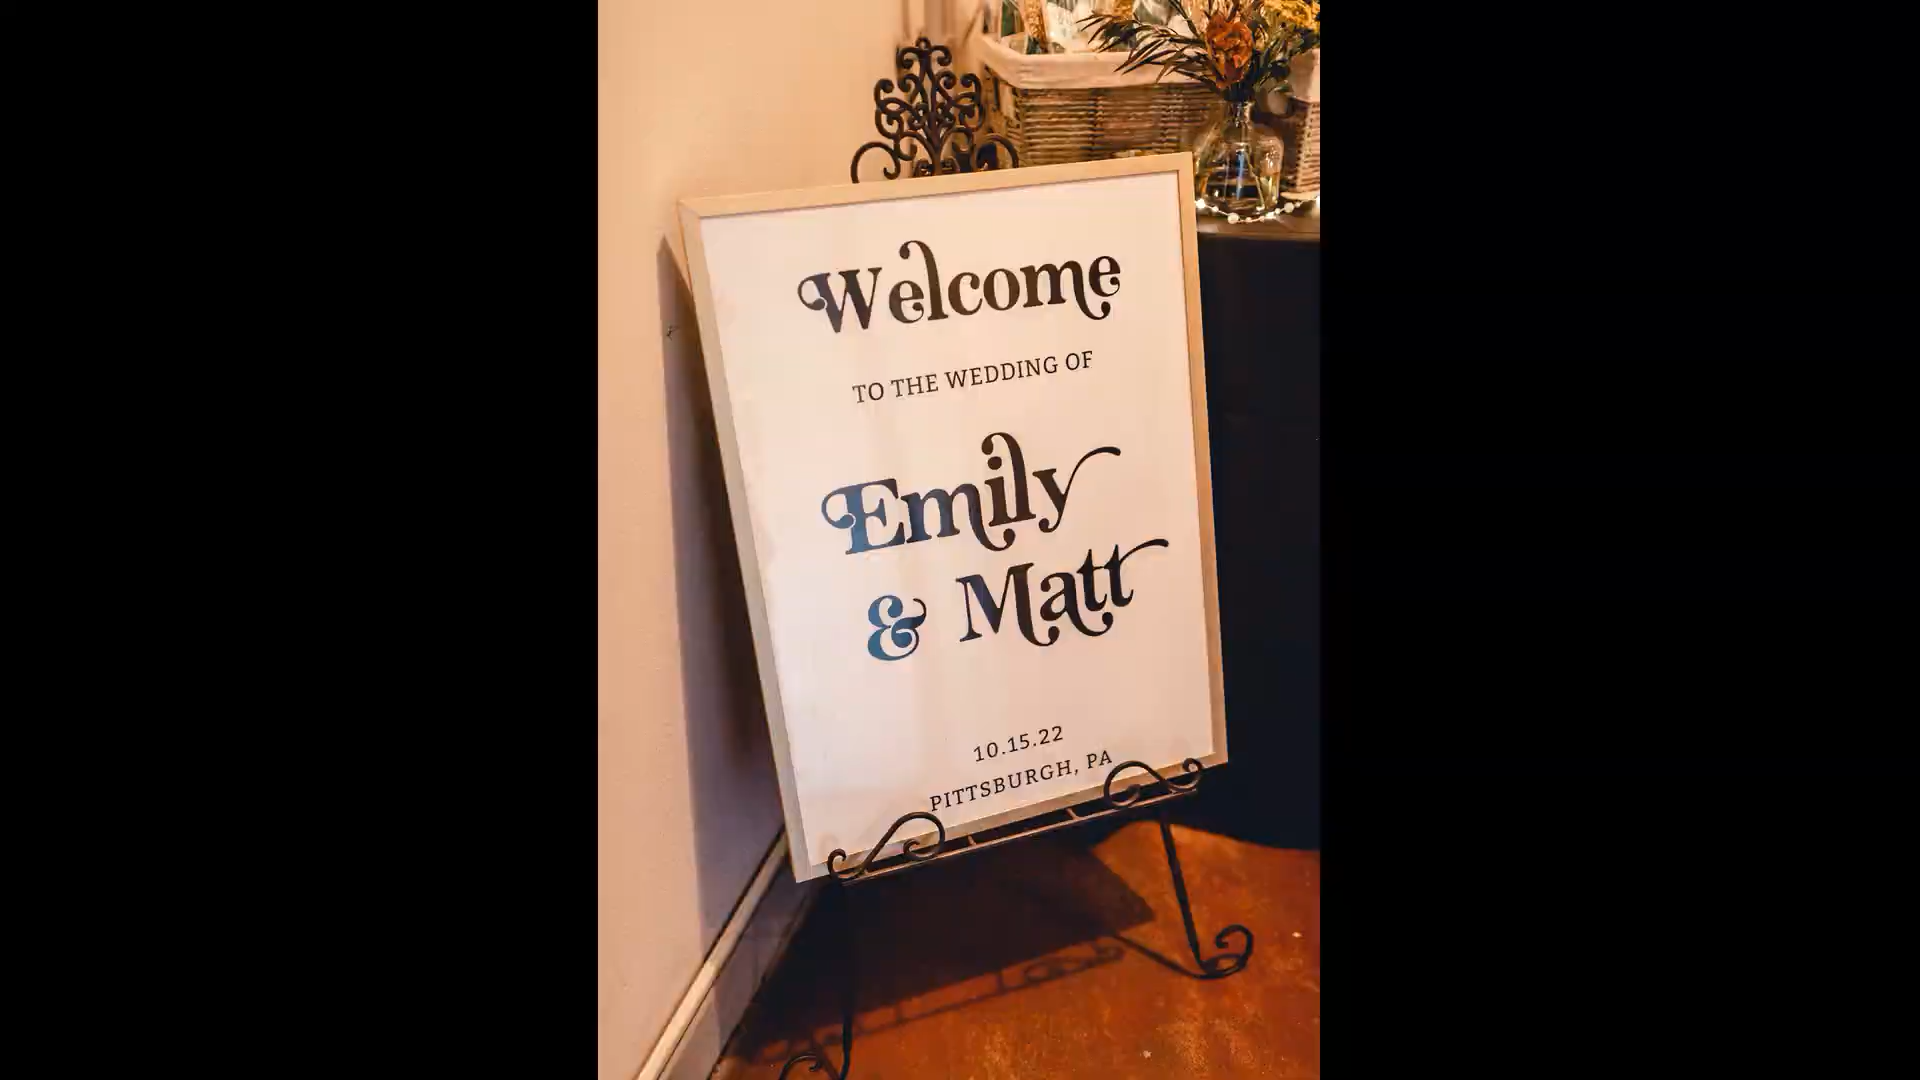 Welcome
TO THE WEDDING OF
Emily
& Matt
10.15.22
PITTSBURGH, PA